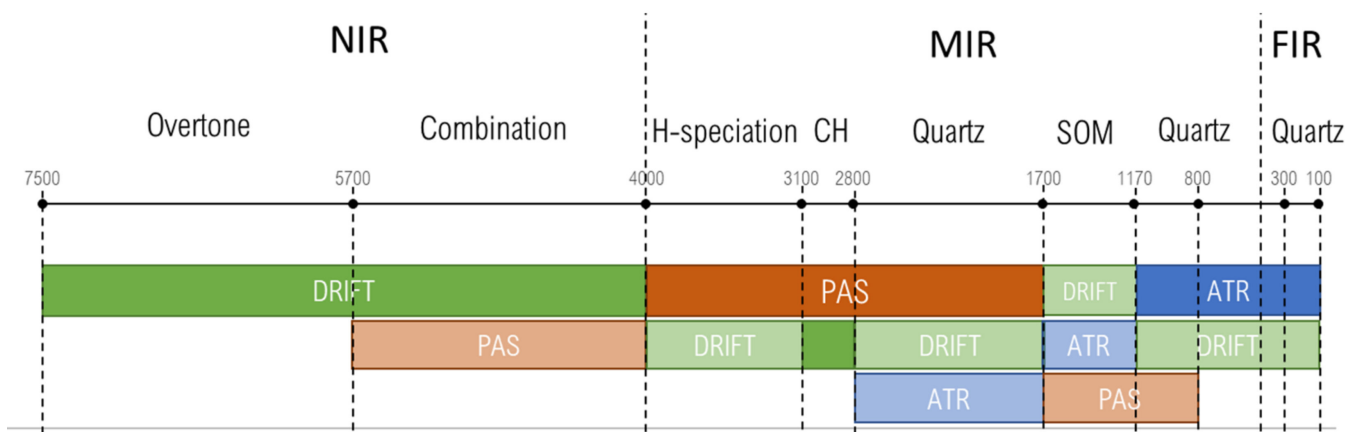 NIR MIR FIR
Overtone Combination H-speciation CH Quartz SOM Quartz Quartz
7500 5700 4000 3100 2800 1700 1170 800 300 100
DRIFT PAS DRIFT ATR
PAS DRIFT DRIFT ATR DRIFT
ATR PAS